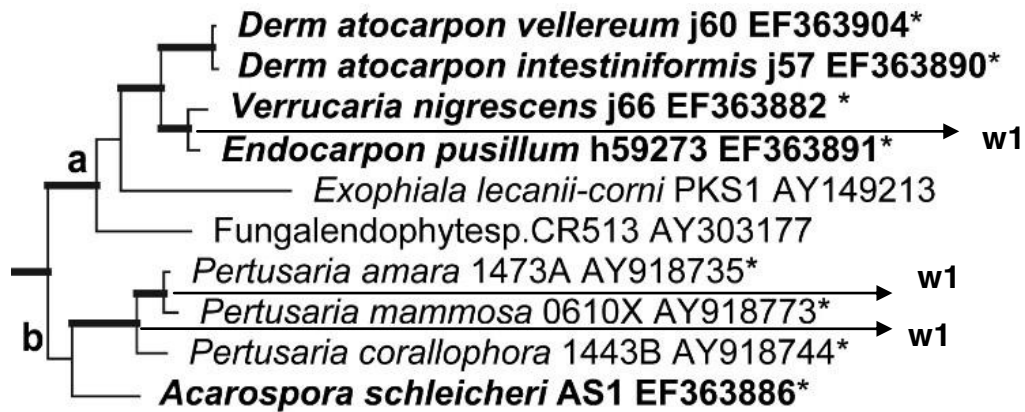 Derm atocarpon vellereum j60 EF363904*
Derm atocarpon intestiniformis j57 EF363890*
Verrucaria nigrescens j66 EF363882 *
w1
Endocarpon pusillum h59273 EF363891*
a
Exophiala lecanii-corni PKS1 AY149213
Fungalendophytesp.CR513 AY303177
Pertusaria amara 1473A AY918735*
w1
Pertusaria mammosa 0610X AY918773*
w1
b
Pertusaria corallophora 1443B AY918744*
Acarospora schleicheri AS1 EF363886*